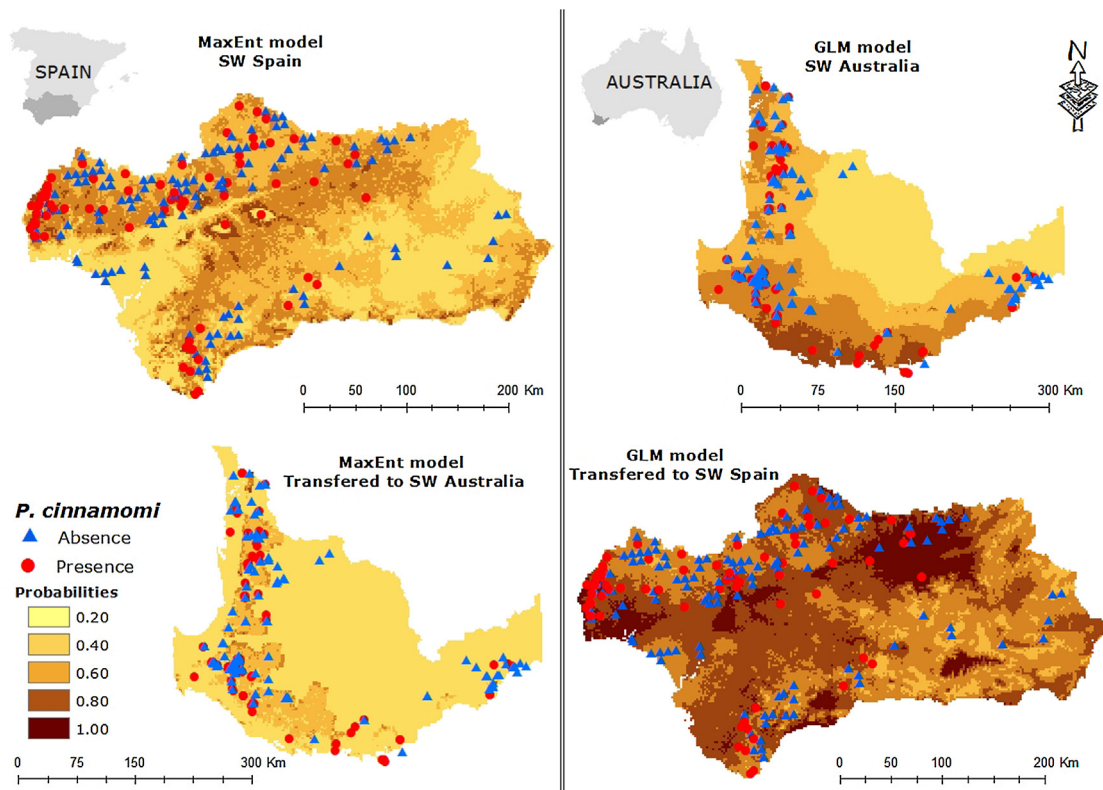 MaxEnt model
SW Spain
SPAIN
GLM model
SW Australia
AUSTRALIA
N
0 50 100 200 Km
0 75 150 300 Km
MaxEnt model
Transfered to SW Australia
GLM model
Transfered to SW Spain
P. cinnamomi
Absence
Presence
Probabilities
0.20
0.40
0.60
0.80
1.00
0 75 150 300 Km
0 50 100 200 Km